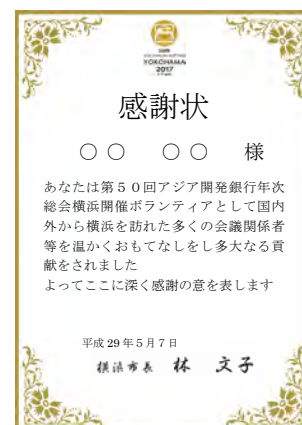 YOKOHAMA
2017
感謝状
○○ ○○ 様
あなたは第５０回アジア開発銀行年次
総会横浜開催ボランティアとして国内
外から横浜を訪れた多くの会議関係者
等を温かくおもてなしをし多大なる貢
献をされました
よってここに深く感謝の意を表します
平成 29 年 5 月 7 日
横浜市長 林 文子